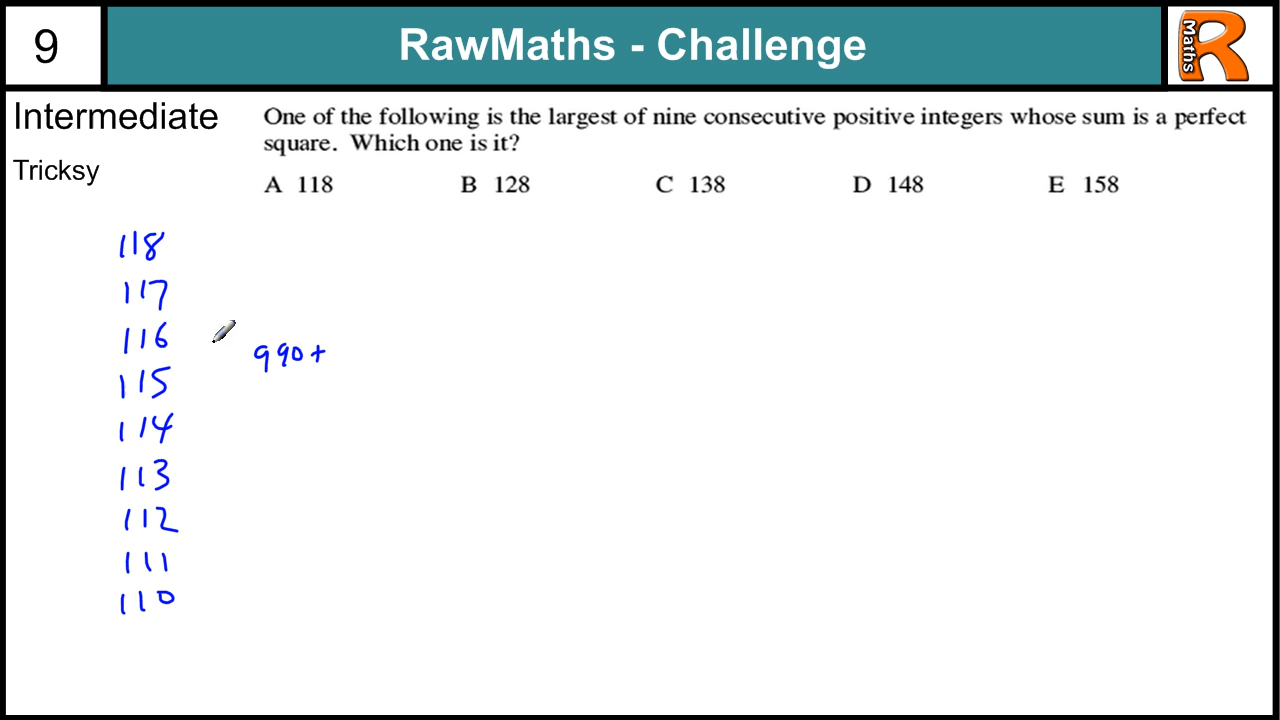 9
RawMaths - Challenge
R
Maths
Intermediate
Tricksy
One of the following is the largest of nine consecutive positive integers whose sum is a perfect
square. Which one is it?
A 118 B 128 C 138 D 148 E 158
118
117
116
990+
115
114
113
112
111
110